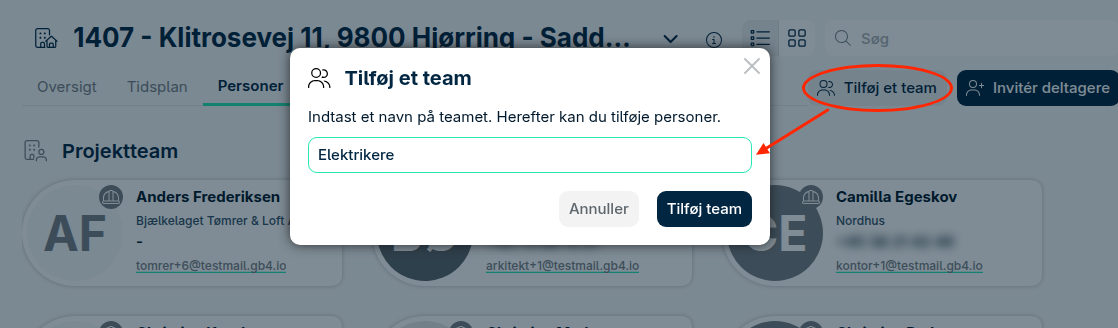 1407 - Klitrosevej 11, 9800 Hjørring - Sadd...
Søg
Oversigt
Tidsplan
Personer
Tilføj et team
Invitér deltagere
Tilføj et team
Indtast et navn på teamet. Herefter kan du tilføje personer.
Elektrikere
Annuller
Tilføj team
Projektteam
AF
Anders Frederiksen
Bjælkelaget Tømrer & Loft
-
tomrer+6@testmail.gb4.io
arkitekt+1@testmail.gb4.io
CE
Camilla Egeskov
Nordhus
kontor+1@testmail.gb4.io